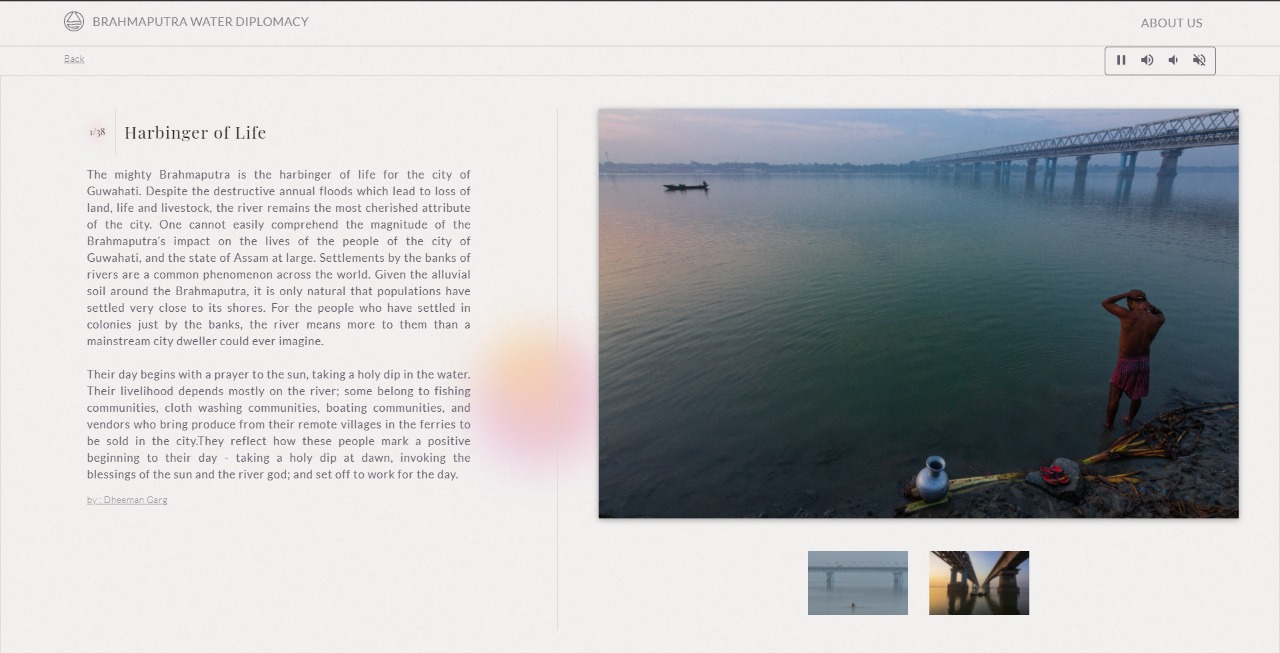 BRAHMAPUTRA WATER DIPLOMACY
ABOUT US
Back
1/38
Harbinger of Life
The mighty Brahmaputra is the harbinger of life for the city of
Guwahati. Despite the destructive annual floods which lead to loss of
land, life and livestock, the river remains the most cherished attribute
of the city. One cannot easily comprehend the magnitude of the
Brahmaputra's impact on the lives of the people of the city of
Guwahati, and the state of Assam at large. Settlements by the banks of
rivers are a common phenomenon across the world. Given the alluvial
soil around the Brahmaputra, it is only natural that populations have
settled very close to its shores. For the people who have settled in
colonies just by the banks, the river means more to them than a
mainstream city dweller could ever imagine.
Their day begins with a prayer to the sun, taking a holy dip in the water.
Their livelihood depends mostly on the river; some belong to fishing
communities, cloth washing communities, boating communities, and
vendors who bring produce from their remote villages in the ferries to
be sold in the city.They reflect how these people mark a positive
beginning to their day - taking a holy dip at dawn, invoking the
blessings of the sun and the river god; and set off to work for the day.
by : Dheeman Garg